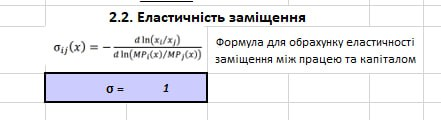 2.2. Еластичність заміщення
σᵢⱼ(x) = − d ln(xᵢ/xⱼ) / d ln(MPᵢ(x)/MPⱼ(x))
Формула для обрахунку еластичності
заміщення між працею та капіталом
σ = 1